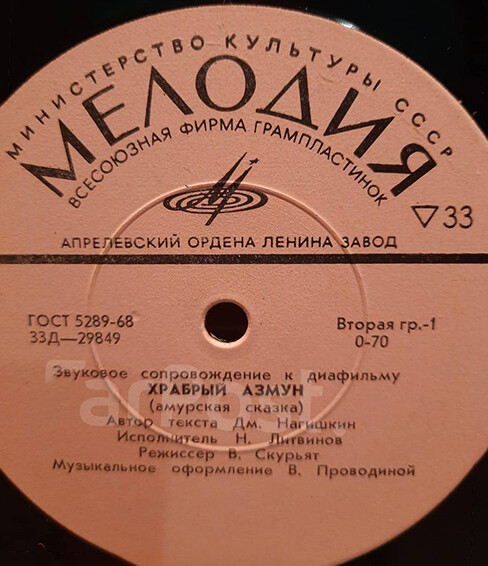 МИНИСТЕРСТВО КУЛЬТУРЫ СССР
МЕЛОДИЯ
ВСЕСОЮЗНАЯ ФИРМА ГРАМПЛАСТИНОК
▽33
АПРЕЛЕВСКИЙ ОРДЕНА ЛЕНИНА ЗАВОД
ГОСТ 5289-68
33Д-29849
Вторая гр.-1
0-70
Звуковое сопровождение к диафильму
ХРАБРЫЙ АЗМУН
(амурская сказка)
Автор текста Дм. Нагишкин
Исполнитель Н. Литвинов
Режиссёр В. Скурьят
Музыкальное оформление В. Проводиной
Farpost